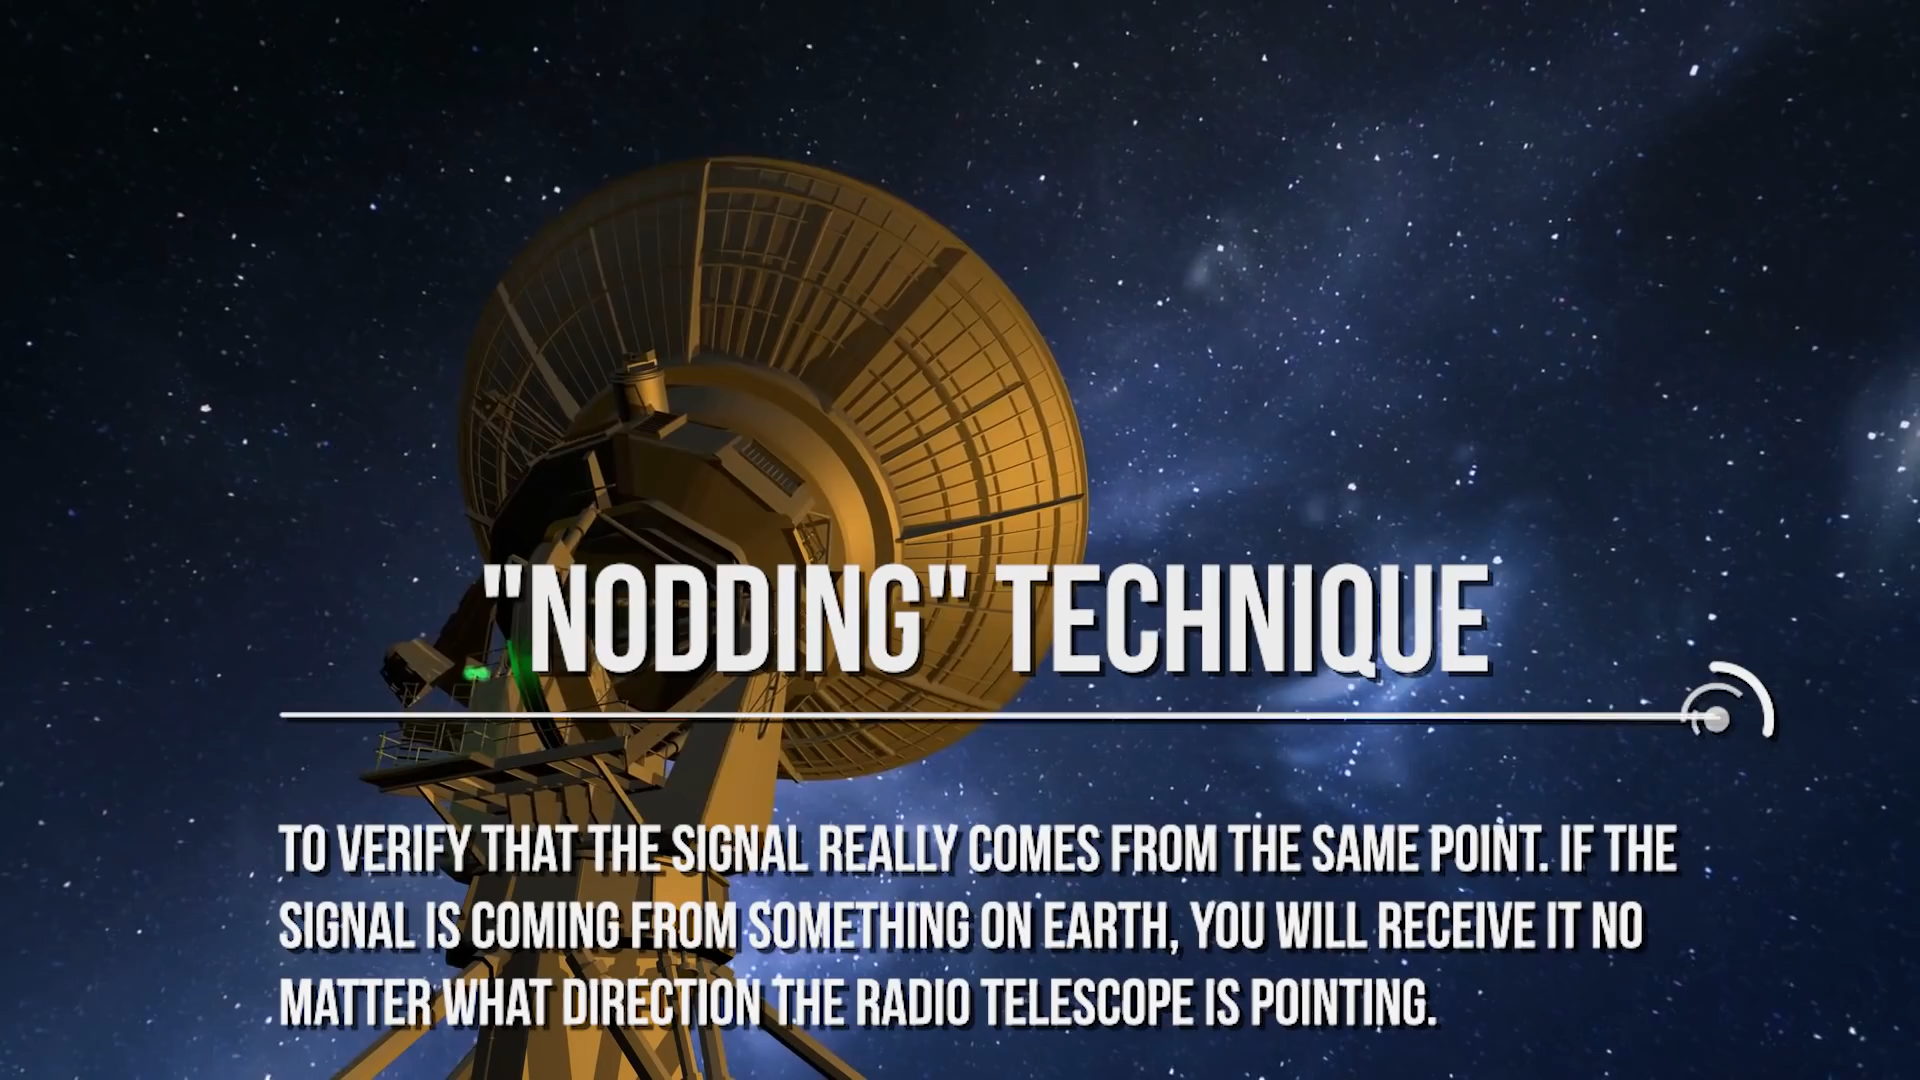 "NODDING" TECHNIQUE
TO VERIFY THAT THE SIGNAL REALLY COMES FROM THE SAME POINT. IF THE
SIGNAL IS COMING FROM SOMETHING ON EARTH, YOU WILL RECEIVE IT NO
MATTER WHAT DIRECTION THE RADIO TELESCOPE IS POINTING.